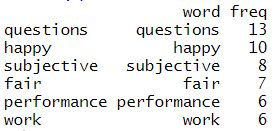 word freq
questions questions 13
happy happy 10
subjective subjective 8
fair fair 7
performance performance 6
work work 6